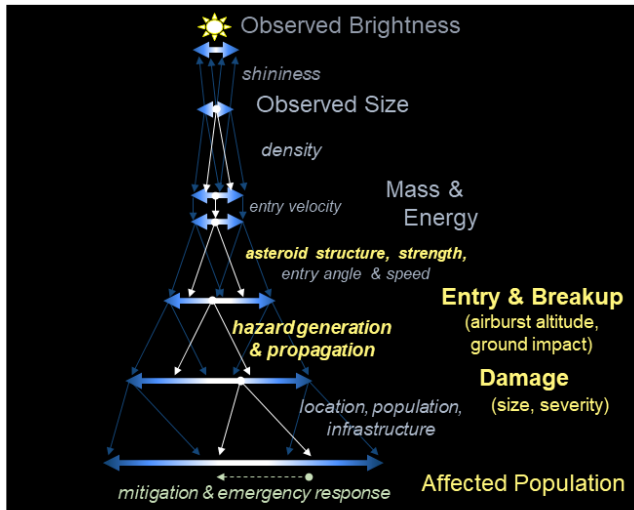 Observed Brightness
shininess
Observed Size
density
Mass &
Energy
entry velocity
asteroid structure, strength,
entry angle & speed
Entry & Breakup
(airburst altitude,
ground impact)
hazard generation
& propagation
Damage
(size, severity)
location, population,
infrastructure
Affected Population
mitigation & emergency response